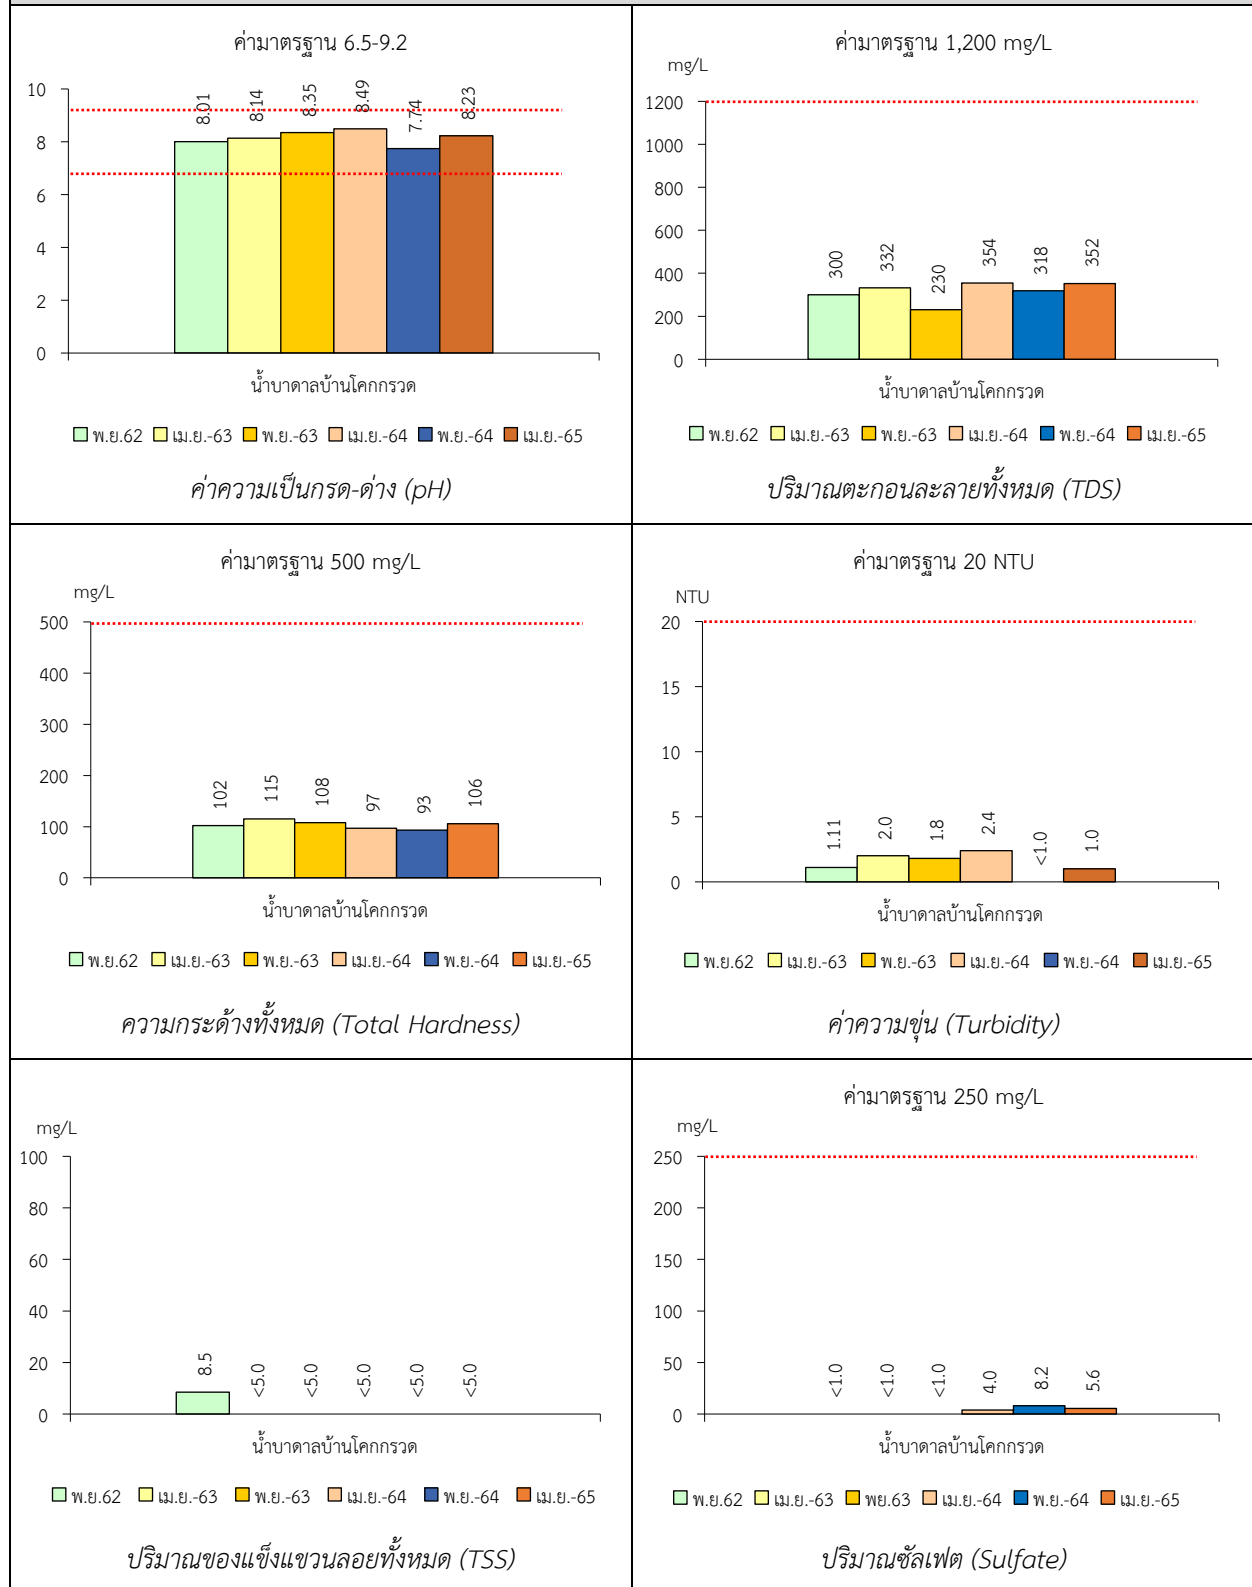 ค่ามาตรฐาน 6.5-9.2
10
8
6
4
2
0
8.01
8.14
8.35
8.49
7.74
8.23
น้ำบาดาลบ้านโคกกรวด
พ.ย.62 เม.ย.-63 พ.ย.-63 เม.ย.-64 พ.ย.-64 เม.ย.-65
ค่าความเป็นกรด-ด่าง (pH)
ค่ามาตรฐาน 1,200 mg/L
mg/L
1200
1000
800
600
400
200
0
300
332
230
354
318
352
น้ำบาดาลบ้านโคกกรวด
พ.ย.62 เม.ย.-63 พ.ย.-63 เม.ย.-64 พ.ย.-64 เม.ย.-65
ปริมาณตะกอนละลายทั้งหมด (TDS)
ค่ามาตรฐาน 500 mg/L
mg/L
500
400
300
200
100
0
102
115
108
97
93
106
น้ำบาดาลบ้านโคกกรวด
พ.ย.62 เม.ย.-63 พ.ย.-63 เม.ย.-64 พ.ย.-64 เม.ย.-65
ความกระด้างทั้งหมด (Total Hardness)
ค่ามาตรฐาน 20 NTU
NTU
20
15
10
5
0
1.11
2.0
1.8
2.4
<1.0
1.0
น้ำบาดาลบ้านโคกกรวด
พ.ย.62 เม.ย.-63 พ.ย.-63 เม.ย.-64 พ.ย.-64 เม.ย.-65
ค่าความขุ่น (Turbidity)
mg/L
100
80
60
40
20
0
8.5
<5.0
<5.0
<5.0
<5.0
<5.0
น้ำบาดาลบ้านโคกกรวด
พ.ย.62 เม.ย.-63 พ.ย.-63 เม.ย.-64 พ.ย.-64 เม.ย.-65
ปริมาณของแข็งแขวนลอยทั้งหมด (TSS)
ค่ามาตรฐาน 250 mg/L
mg/L
250
200
150
100
50
0
<1.0
<1.0
<1.0
4.0
8.2
5.6
น้ำบาดาลบ้านโคกกรวด
พ.ย.62 เม.ย.-63 พย.63 เม.ย.-64 พ.ย.-64 เม.ย.-65
ปริมาณซัลเฟต (Sulfate)